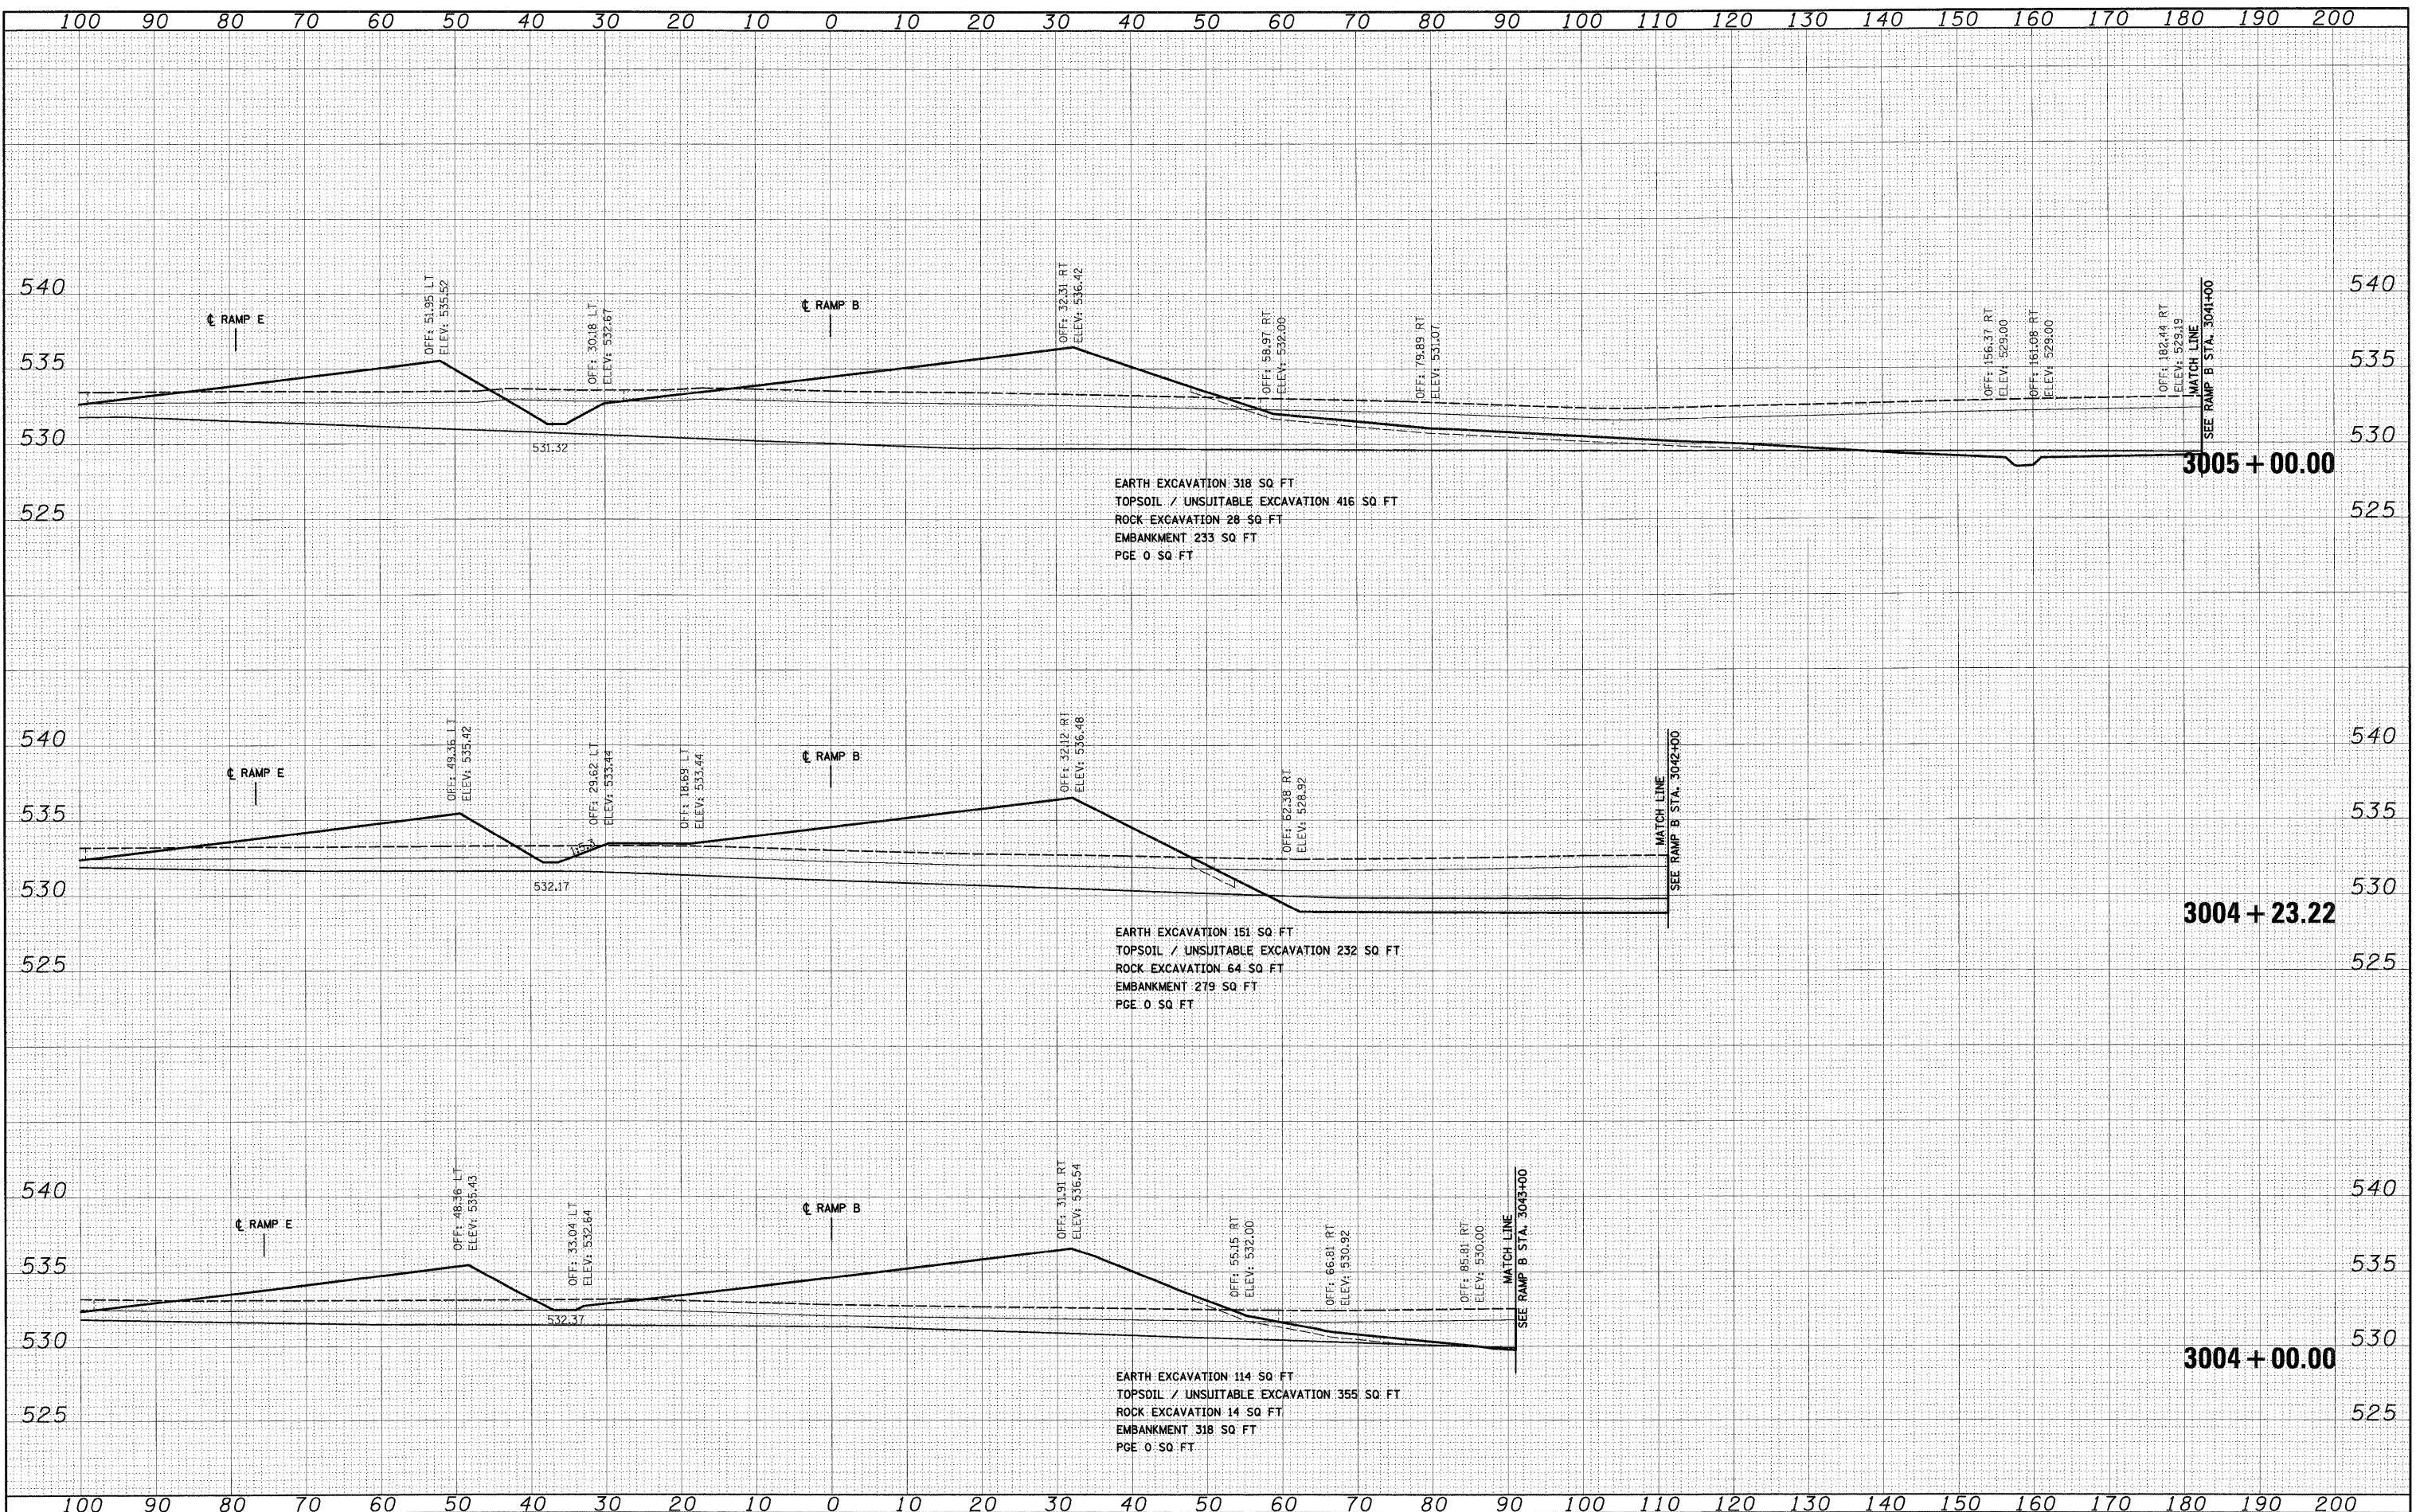 100 90 80 70 60 50 40 30 20 10 0 10 20 30 40 50 60 70 80 90 100 110 120 130 140 150 160 170 180 190 200
OFF: 51.95 LT
ELEV: 535.52
OFF: 30.18 LT
ELEV: 532.67
OFF: 32.31 RT
ELEV: 536.42
OFF: 58.97 RT
ELEV: 532.00
OFF: 79.89 RT
ELEV: 531.07
OFF: 156.37 RT
ELEV: 529.00
OFF: 161.08 RT
ELEV: 529.00
OFF: 182.44 RT
ELEV: 529.19
MATCH LINE
SEE RAMP B STA. 3041+00
540 540
℄ RAMP E
℄ RAMP B
535 535
530 530
531.32
3005 + 00.00
525 525
EARTH EXCAVATION 318 SQ FT
TOPSOIL / UNSUITABLE EXCAVATION 416 SQ FT
ROCK EXCAVATION 28 SQ FT
EMBANKMENT 233 SQ FT
PGE 0 SQ FT
OFF: 49.36 LT
ELEV: 535.42
OFF: 29.62 LT
ELEV: 533.44
OFF: 18.69 LT
ELEV: 533.44
OFF: 32.12 RT
ELEV: 536.48
OFF: 62.38 RT
ELEV: 528.92
MATCH LINE
SEE RAMP B STA. 3042+00
540 540
℄ RAMP E
℄ RAMP B
535 535
530 530
532.17
3004 + 23.22
525 525
EARTH EXCAVATION 151 SQ FT
TOPSOIL / UNSUITABLE EXCAVATION 232 SQ FT
ROCK EXCAVATION 64 SQ FT
EMBANKMENT 279 SQ FT
PGE 0 SQ FT
OFF: 48.36 LT
ELEV: 535.43
OFF: 33.04 LT
ELEV: 532.64
OFF: 31.91 RT
ELEV: 536.54
OFF: 55.15 RT
ELEV: 532.00
OFF: 66.81 RT
ELEV: 530.92
OFF: 85.81 RT
ELEV: 530.00
MATCH LINE
SEE RAMP B STA. 3043+00
540 540
℄ RAMP E
℄ RAMP B
535 535
530 530
532.37
3004 + 00.00
525 525
EARTH EXCAVATION 114 SQ FT
TOPSOIL / UNSUITABLE EXCAVATION 355 SQ FT
ROCK EXCAVATION 14 SQ FT
EMBANKMENT 318 SQ FT
PGE 0 SQ FT
100 90 80 70 60 50 40 30 20 10 0 10 20 30 40 50 60 70 80 90 100 110 120 130 140 150 160 170 180 190 200